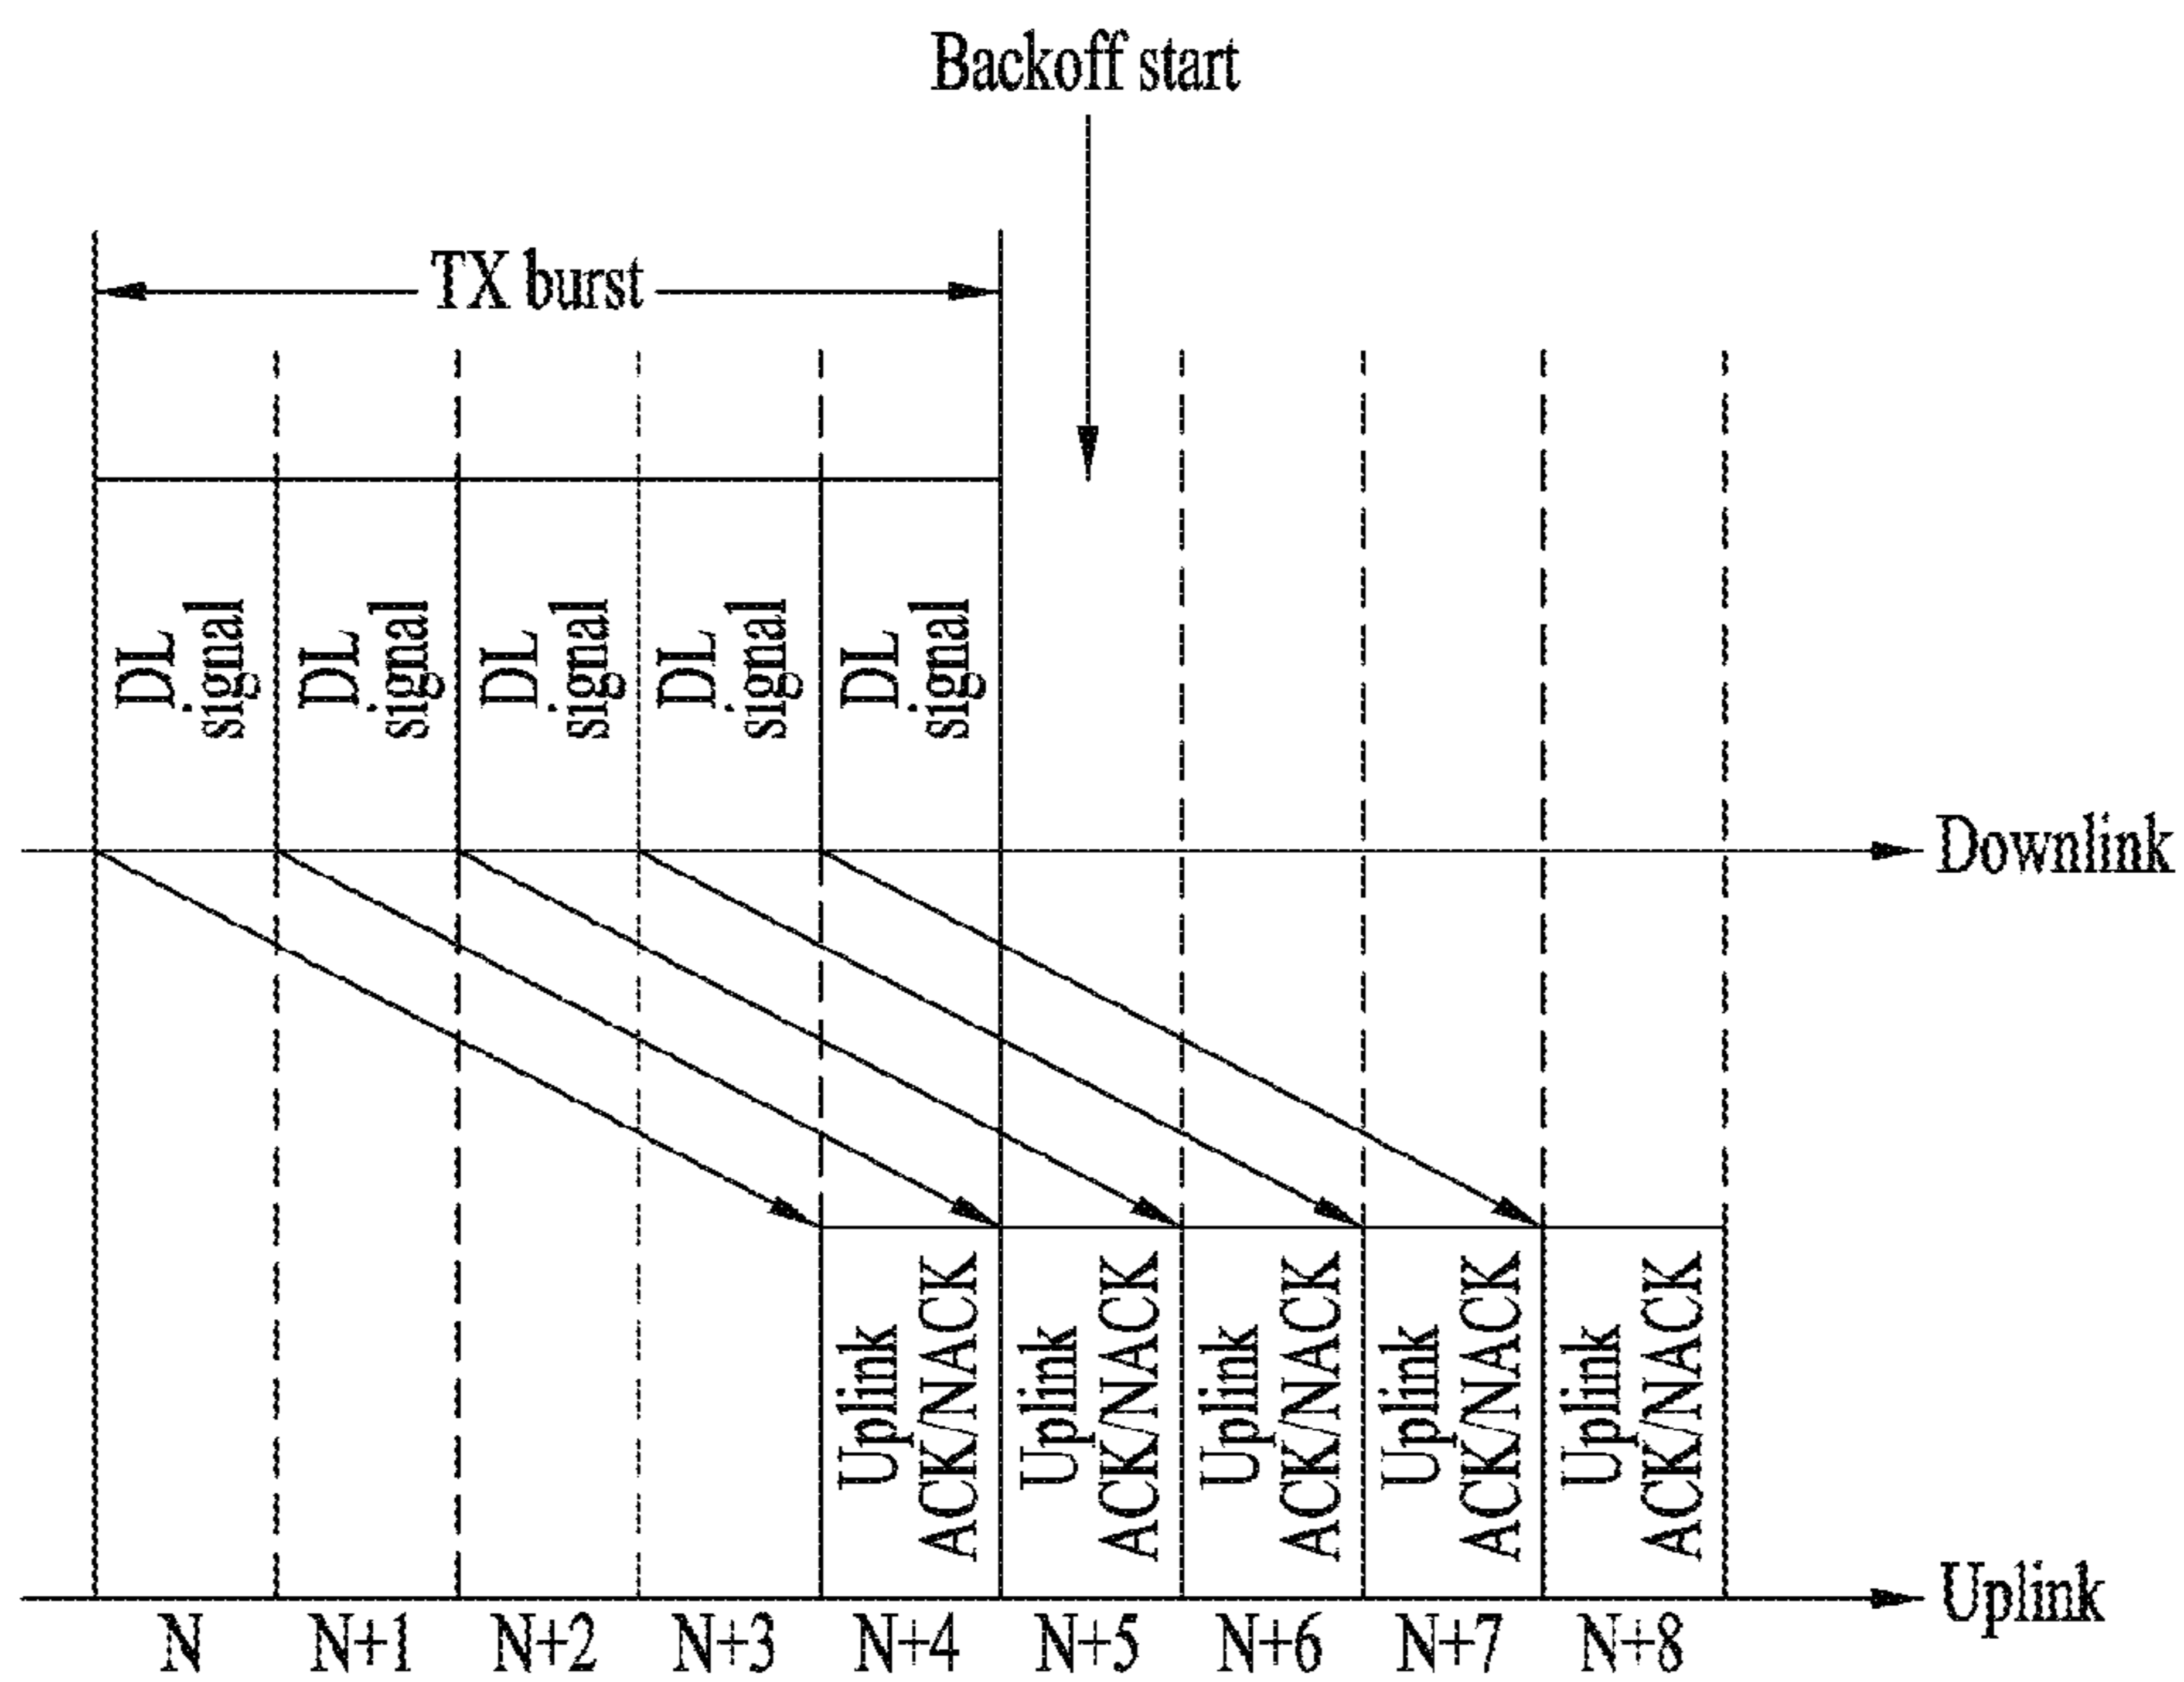 Backoff start
TX burst
DL
signal
DL
signal
DL
signal
DL
signal
DL
signal
Downlink
Uplink
ACK/NACK
Uplink
ACK/NACK
Uplink
ACK/NACK
Uplink
ACK/NACK
Uplink
ACK/NACK
Uplink
N
N+1
N+2
N+3
N+4
N+5
N+6
N+7
N+8